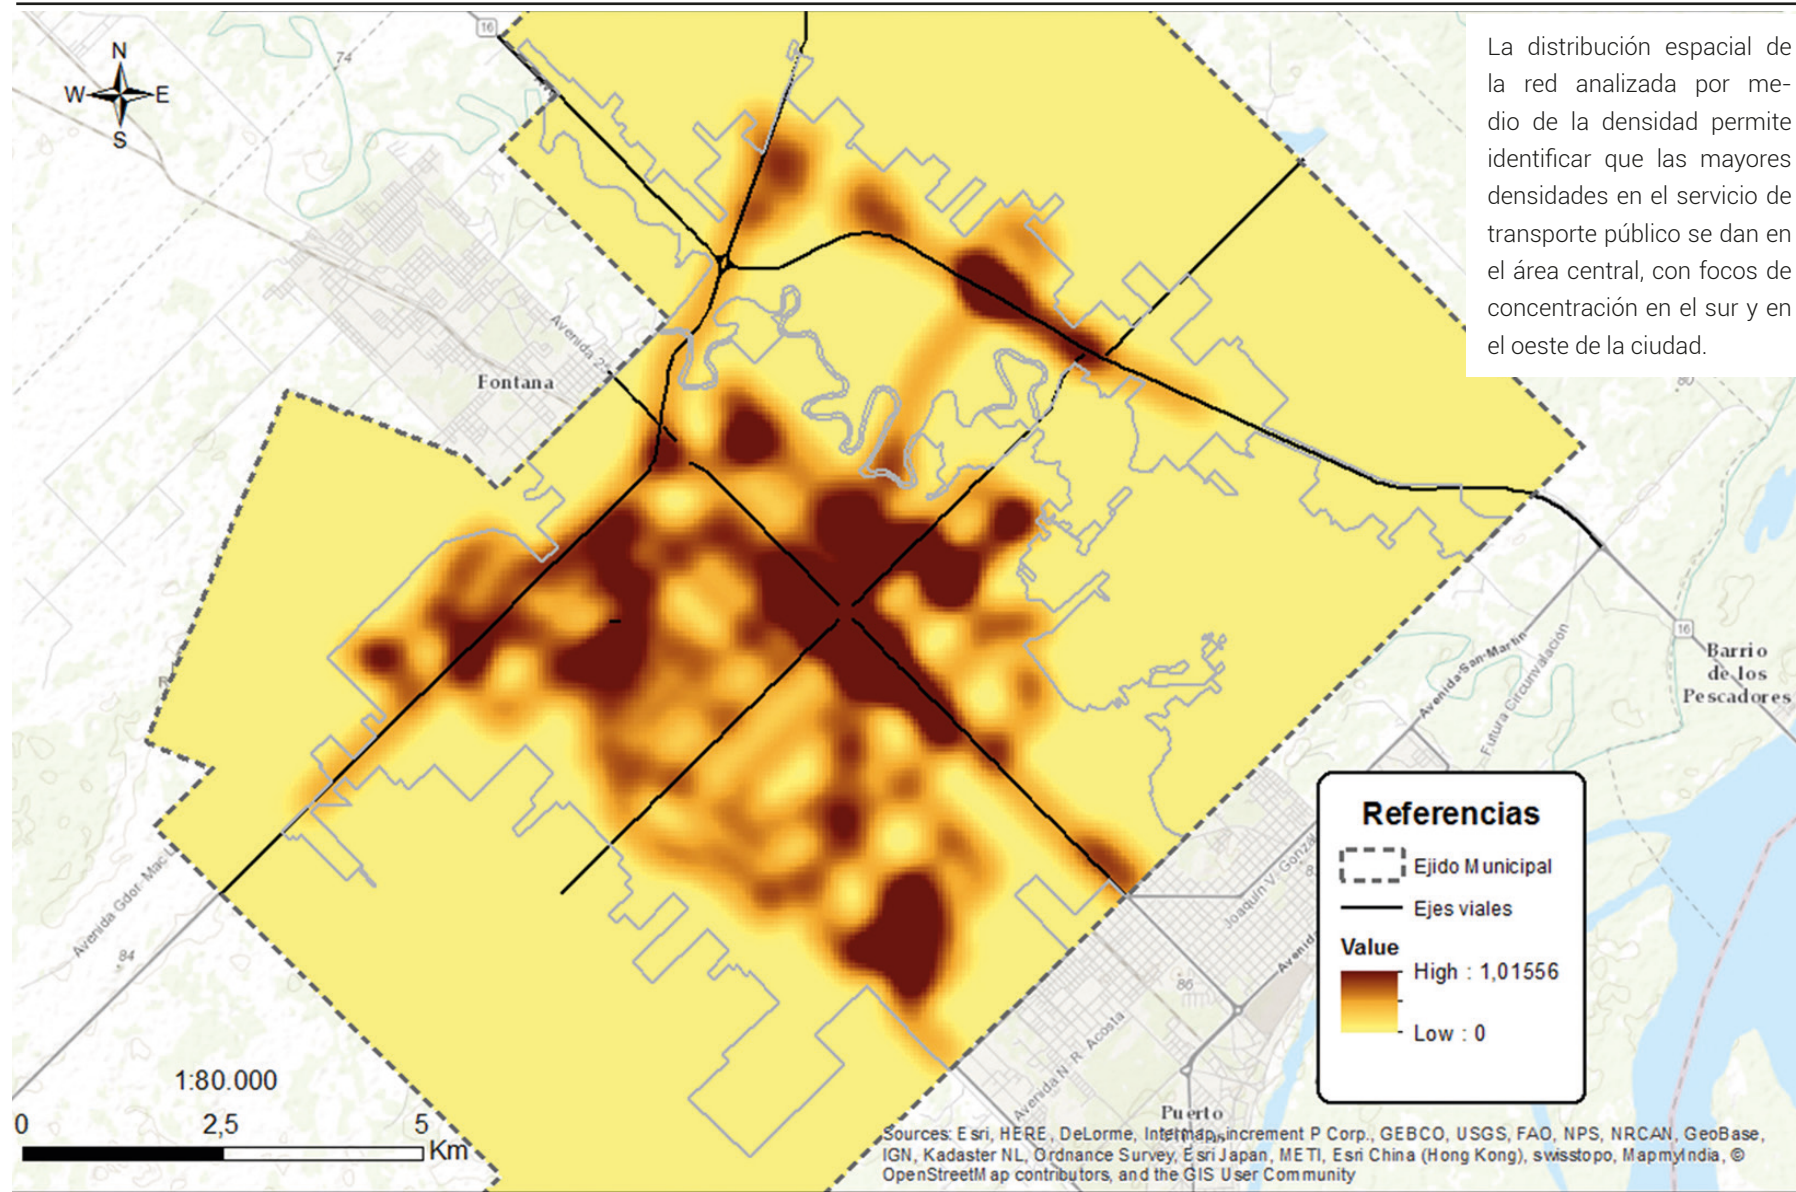 La distribución espacial de
la red analizada por me-
dio de la densidad permite
identificar que las mayores
densidades en el servicio de
transporte público se dan en
el área central, con focos de
concentración en el sur y en
el oeste de la ciudad.
N
W E
S
16
74
Avenida 2
Fontana
Avenida Gdor. Mac L
84
Avenida San Martín
Futura Circunvalación
16
Barrio
de los
Pescadores
80
Joaquín V. Gonzál
Avenida
86
Avenida N. R. Acosta
Puerto
Referencias
Ejido Municipal
Ejes viales
Value
High : 1,01556
Low : 0
1:80.000
0 2,5 5
Km
Sources: Esri, HERE, DeLorme, Intermap, increment P Corp., GEBCO, USGS, FAO, NPS, NRCAN, GeoBase,
IGN, Kadaster NL, Ordnance Survey, Esri Japan, METI, Esri China (Hong Kong), swisstopo, MapmyIndia, ©
OpenStreetMap contributors, and the GIS User Community